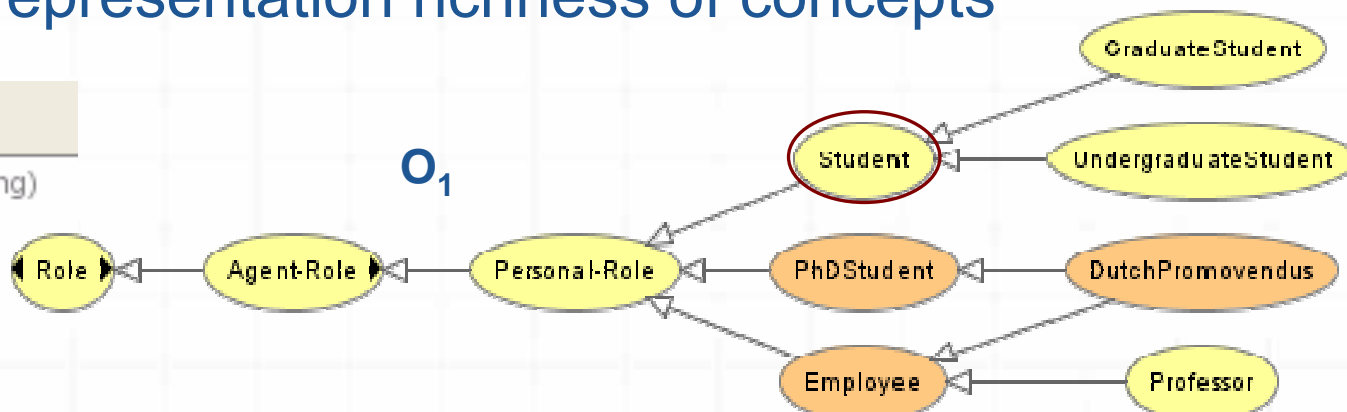 epresentation richness of concepts
GraduateStudent
O1
Student
UndergraduateStudent
ng)
Role
Agent-Role
Personal-Role
PhDStudent
DutchPromovendus
Employee
Professor